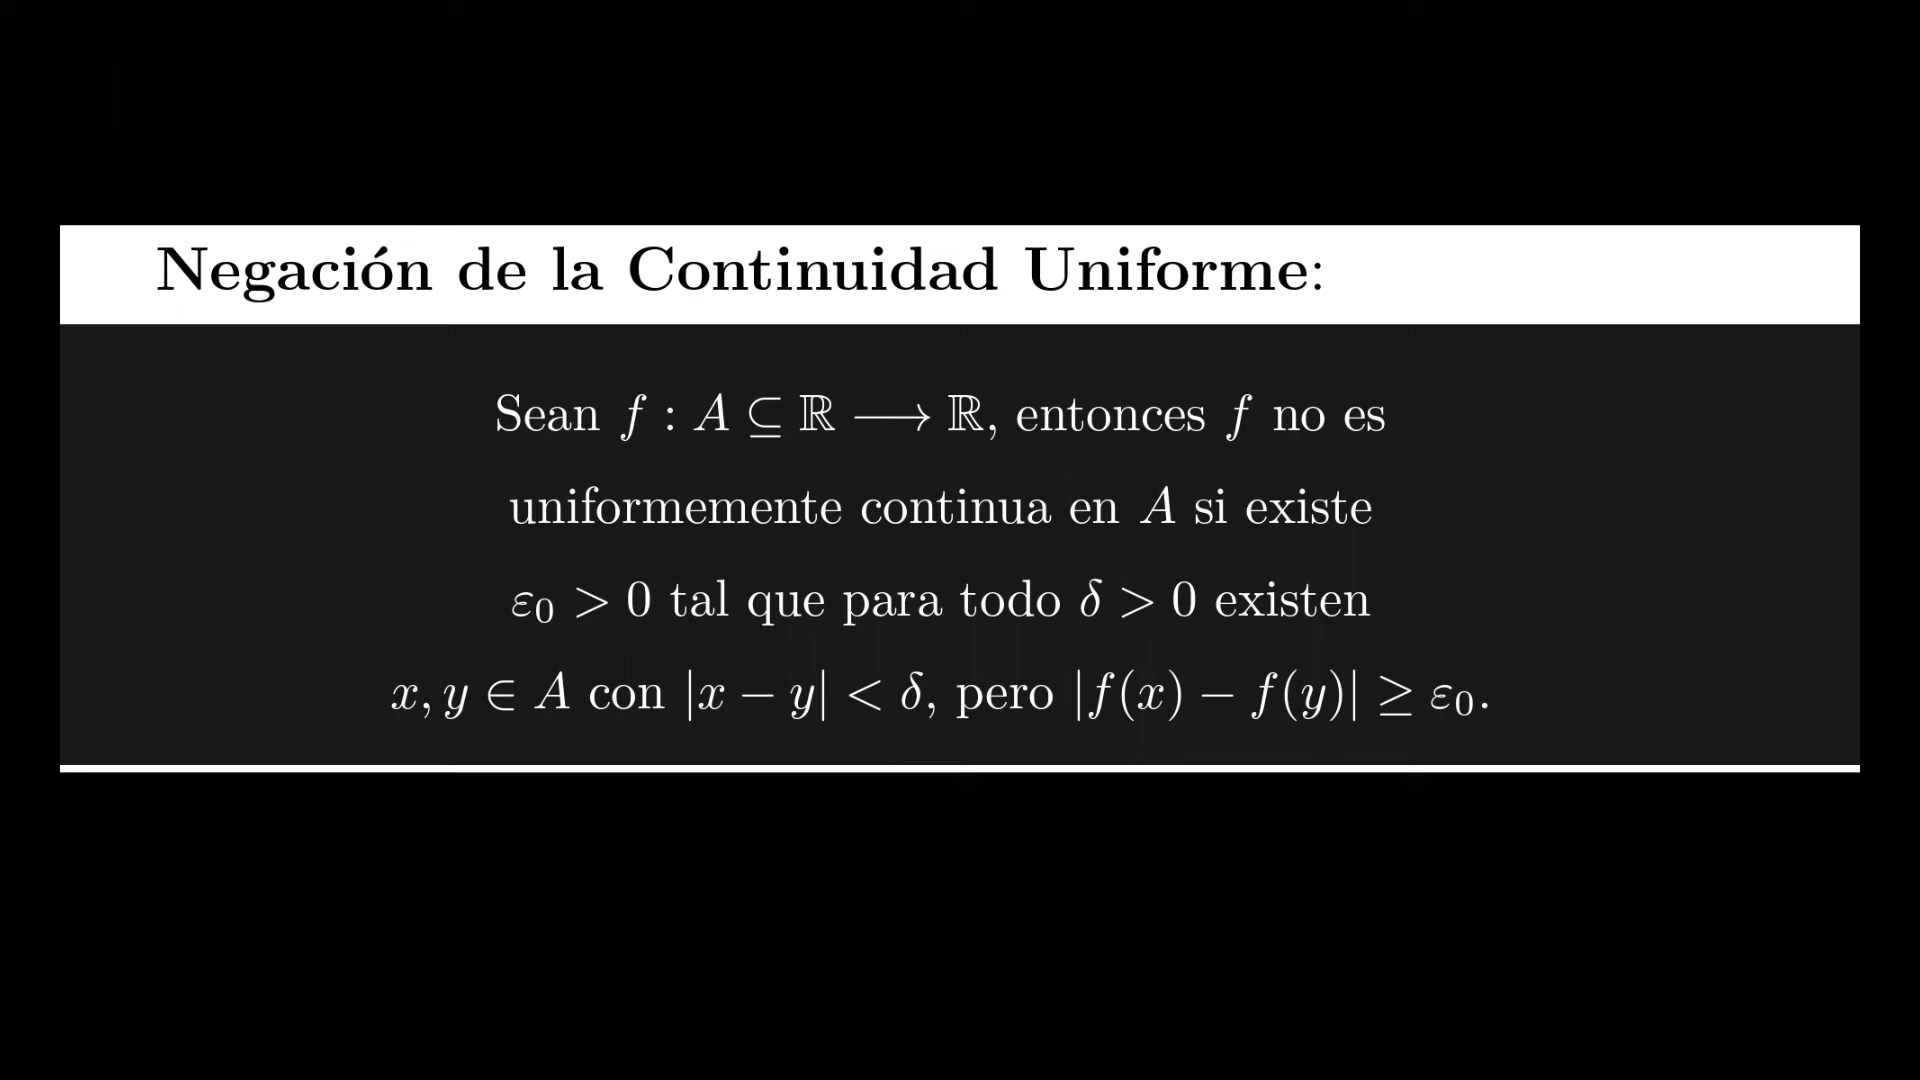 Negación de la Continuidad Uniforme:
Sean f : A ⊆ ℝ ⟶ ℝ, entonces f no es
uniformemente continua en A si existe
ε₀ > 0 tal que para todo δ > 0 existen
x, y ∈ A con |x − y| < δ, pero |f(x) − f(y)| ≥ ε₀.